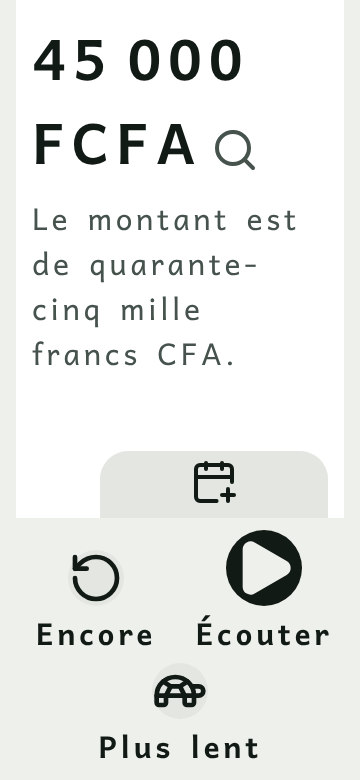 45 000
FCFA
Le montant est
de quarante-
cinq mille
francs CFA.
Encore
Écouter
Plus lent